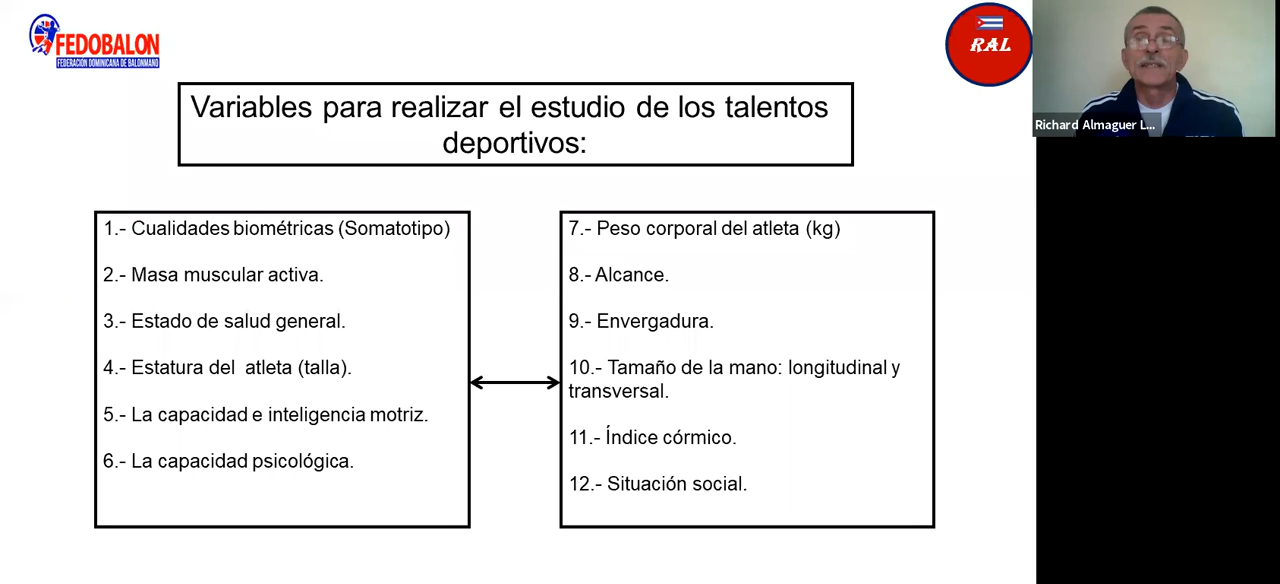 FEDOBALON
FEDERACIÓN DOMINICANA DE BALONMANO
RAL
Richard Almaguer L...
Variables para realizar el estudio de los talentos
deportivos:
1.- Cualidades biométricas (Somatotipo)
2.- Masa muscular activa.
3.- Estado de salud general.
4.- Estatura del atleta (talla).
5.- La capacidad e inteligencia motriz.
6.- La capacidad psicológica.
7.- Peso corporal del atleta (kg)
8.- Alcance.
9.- Envergadura.
10.- Tamaño de la mano: longitudinal y
transversal.
11.- Índice córmico.
12.- Situación social.